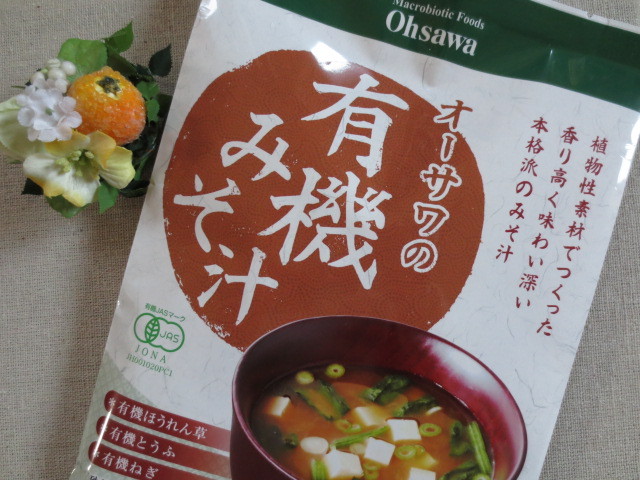 Macrobiotic Foods
Ohsawa
オーサワの
有機
みそ汁
植物性素材でつくった
香り高く味わい深い
本格派のみそ汁
有機JASマーク
JAS
JONA
有機ほうれん草
有機とうふ
有機ねぎ